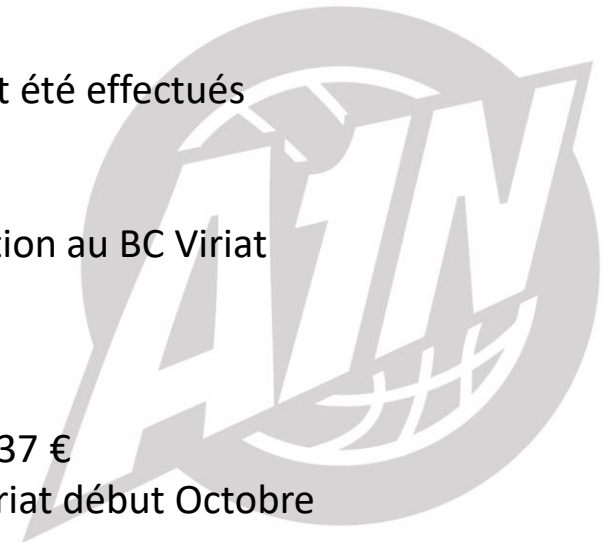 t été effectués
A1N
tion au BC Viriat
37 €
riat début Octobre